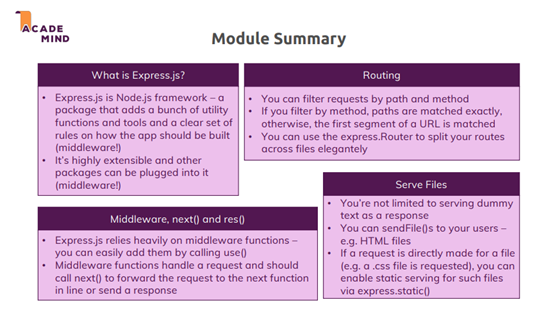 ACADE
MIND
Module Summary
What is Express.js?
• Express.js is Node.js framework – a
package that adds a bunch of utility
functions and tools and a clear set of
rules on how the app should be built
(middleware!)
• It's highly extensible and other
packages can be plugged into it
(middleware!)
Routing
• You can filter requests by path and method
• If you filter by method, paths are matched exactly,
otherwise, the first segment of a URL is matched
• You can use the express.Router to split your routes
across files elegantely
Middleware, next() and res()
• Express.js relies heavily on middleware functions –
you can easily add them by calling use()
• Middleware functions handle a request and should
call next() to forward the request to the next function
in line or send a response
Serve Files
• You're not limited to serving dummy
text as a response
• You can sendFile()s to your users –
e.g. HTML files
• If a request is directly made for a file
(e.g. a .css file is requested), you can
enable static serving for such files
via express.static()